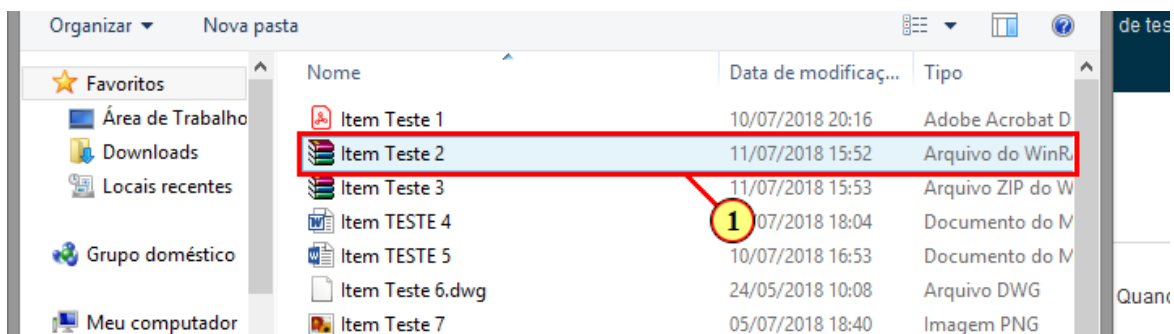 Organizar Nova pasta de tes
Favoritos Nome Data de modificaç... Tipo
Área de Trabalho Item Teste 1 10/07/2018 20:16 Adobe Acrobat D
Downloads Item Teste 2 11/07/2018 15:52 Arquivo do WinRA
Locais recentes Item Teste 3 11/07/2018 15:53 Arquivo ZIP do W
Item TESTE 4 1 /07/2018 18:04 Documento do M
Grupo doméstico Item TESTE 5 10/07/2018 16:53 Documento do M
Item Teste 6.dwg 24/05/2018 10:08 Arquivo DWG Quand
Meu computador Item Teste 7 05/07/2018 18:40 Imagem PNG